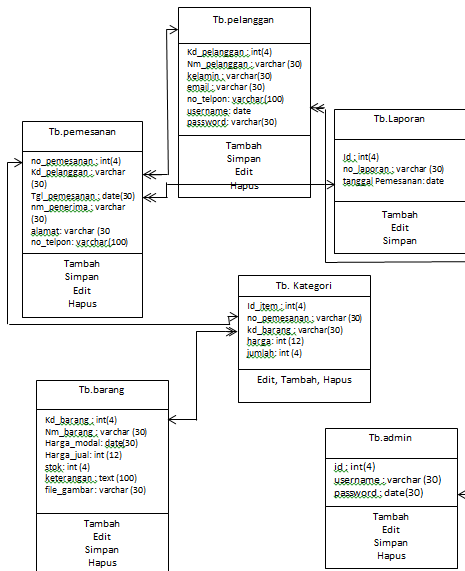 Tb.pelanggan
Kd_pelanggan : int(4)
Nm_pelanggan : varchar (30)
kelamin : varchar(30)
email : varchar (30)
no_telpon: varchar(100)
username: date
password: varchar(30)
Tambah
Simpan
Edit
Hapus
Tb.pemesanan
no_pemesanan : int(4)
Kd_pelanggan : varchar
(30)
Tgl_pemesanan : date(30)
nm_penerima : varchar
(30)
alamat: varchar (30
no_telpon: varchar(100)
Tambah
Simpan
Edit
Hapus
Tb.Laporan
Id : int(4)
no_laporan : varchar (30)
tanggal Pemesanan: date
Tambah
Edit
Simpan
Tb. Kategori
Id_item : int(4)
no_pemesanan : varchar (30)
kd_barang : varchar(30)
harga: int (12)
jumlah: int (4)
Edit, Tambah, Hapus
Tb.barang
Kd_barang : int(4)
Nm_barang : varchar (30)
Harga_modal: date(30)
Harga_jual: int (12)
stok: int (4)
keterangan : text (100)
file_gambar: varchar (30)
Tambah
Edit
Simpan
Hapus
Tb.admin
id : int(4)
username : varchar (30)
password : date(30)
Tambah
Edit
Simpan
Hapus